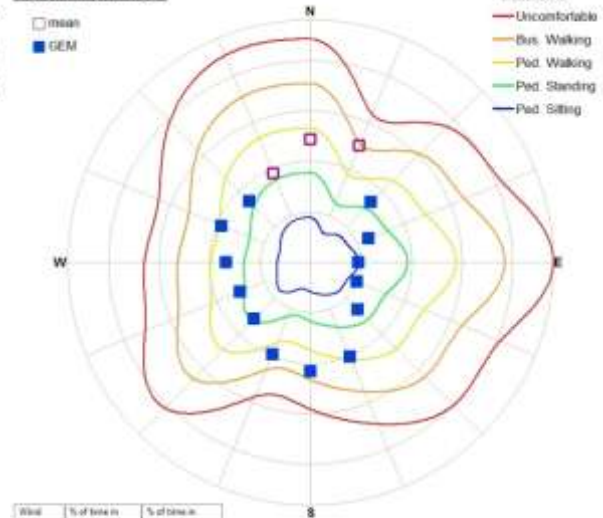 N
mean
GEM
Uncomfortable
Bus. Walking
Ped. Walking
Ped. Standing
Ped. Sitting
W
E
S
Wind
% of time in
% of time in